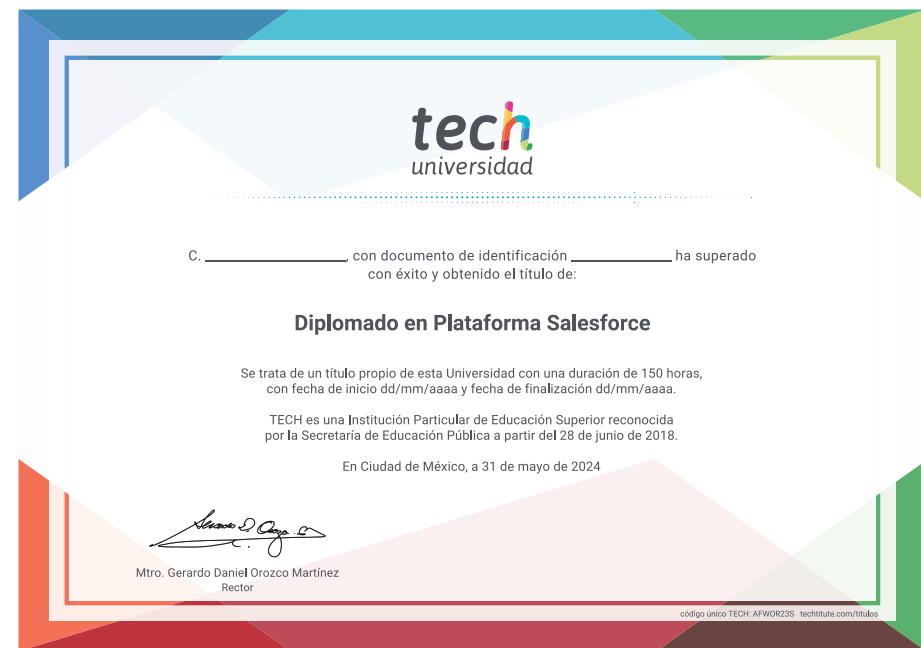 tech
universidad
C. ____________, con documento de identificación ____________ ha superado
con éxito y obtenido el título de:
Diplomado en Plataforma Salesforce
Se trata de un título propio de esta Universidad con una duración de 150 horas,
con fecha de inicio dd/mm/aaaa y fecha de finalización dd/mm/aaaa.
TECH es una Institución Particular de Educación Superior reconocida
por la Secretaría de Educación Pública a partir del 28 de junio de 2018.
En Ciudad de México, a 31 de mayo de 2024
Mtro. Gerardo Daniel Orozco Martínez
Rector
código único TECH: AFWOR23S techtitute.com/titulos